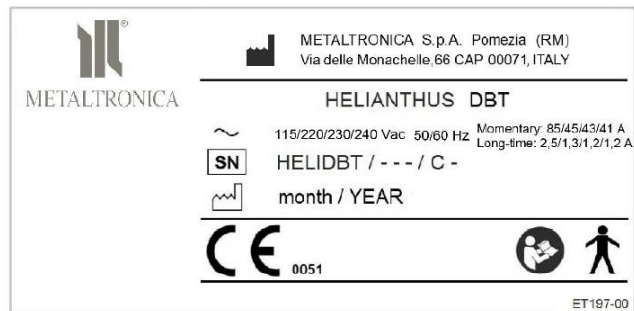 METALTRONICA S.p.A. Pomezia (RM)
Via delle Monachelle,66 CAP 00071, ITALY
METALTRONICA
HELIANTHUS DBT
115/220/230/240 Vac 50/60 Hz
Momentary: 85/45/43/41 A
Long-time: 2,5/1,3/1,2/1,2 A
SN HELIDBT / - - - / C -
month / YEAR
CE 0051
ET197-00